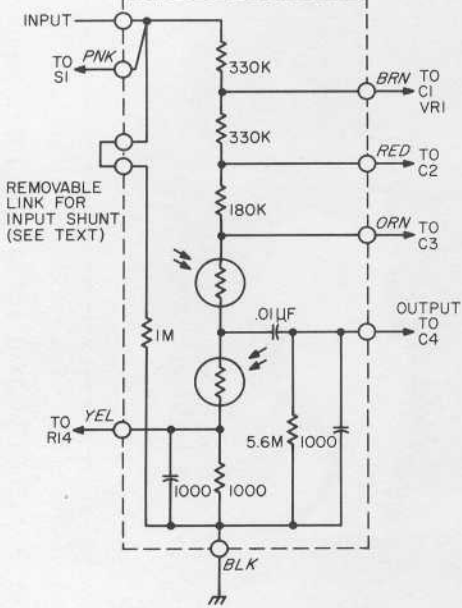 INPUT
PNK
TO
S1
330K
BRN
TO
C1
VR1
330K
RED
TO
C2
REMOVABLE
LINK FOR
INPUT SHUNT
(SEE TEXT)
180K
ORN
TO
C3
.01µF
OUTPUT
TO
C4
1M
YEL
TO
R14
5.6M
1000
1000
1000
BLK